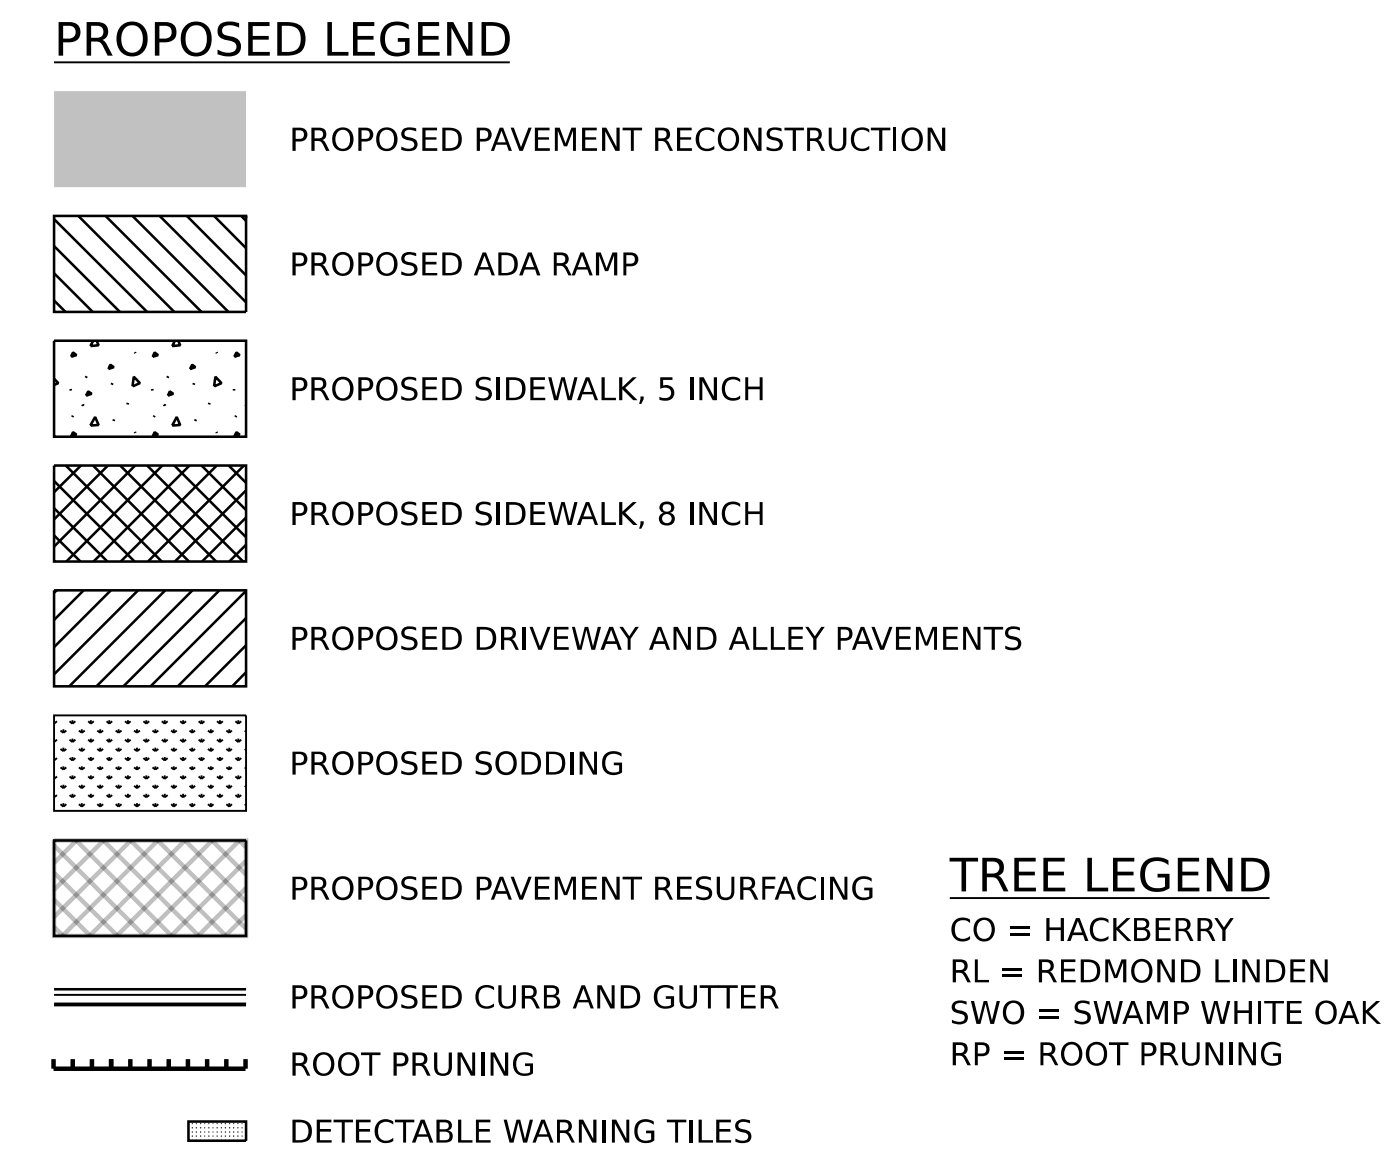 PROPOSED LEGEND
PROPOSED PAVEMENT RECONSTRUCTION
PROPOSED ADA RAMP
PROPOSED SIDEWALK, 5 INCH
PROPOSED SIDEWALK, 8 INCH
PROPOSED DRIVEWAY AND ALLEY PAVEMENTS
PROPOSED SODDING
PROPOSED PAVEMENT RESURFACING
PROPOSED CURB AND GUTTER
ROOT PRUNING
DETECTABLE WARNING TILES
TREE LEGEND
CO = HACKBERRY
RL = REDMOND LINDEN
SWO = SWAMP WHITE OAK
RP = ROOT PRUNING